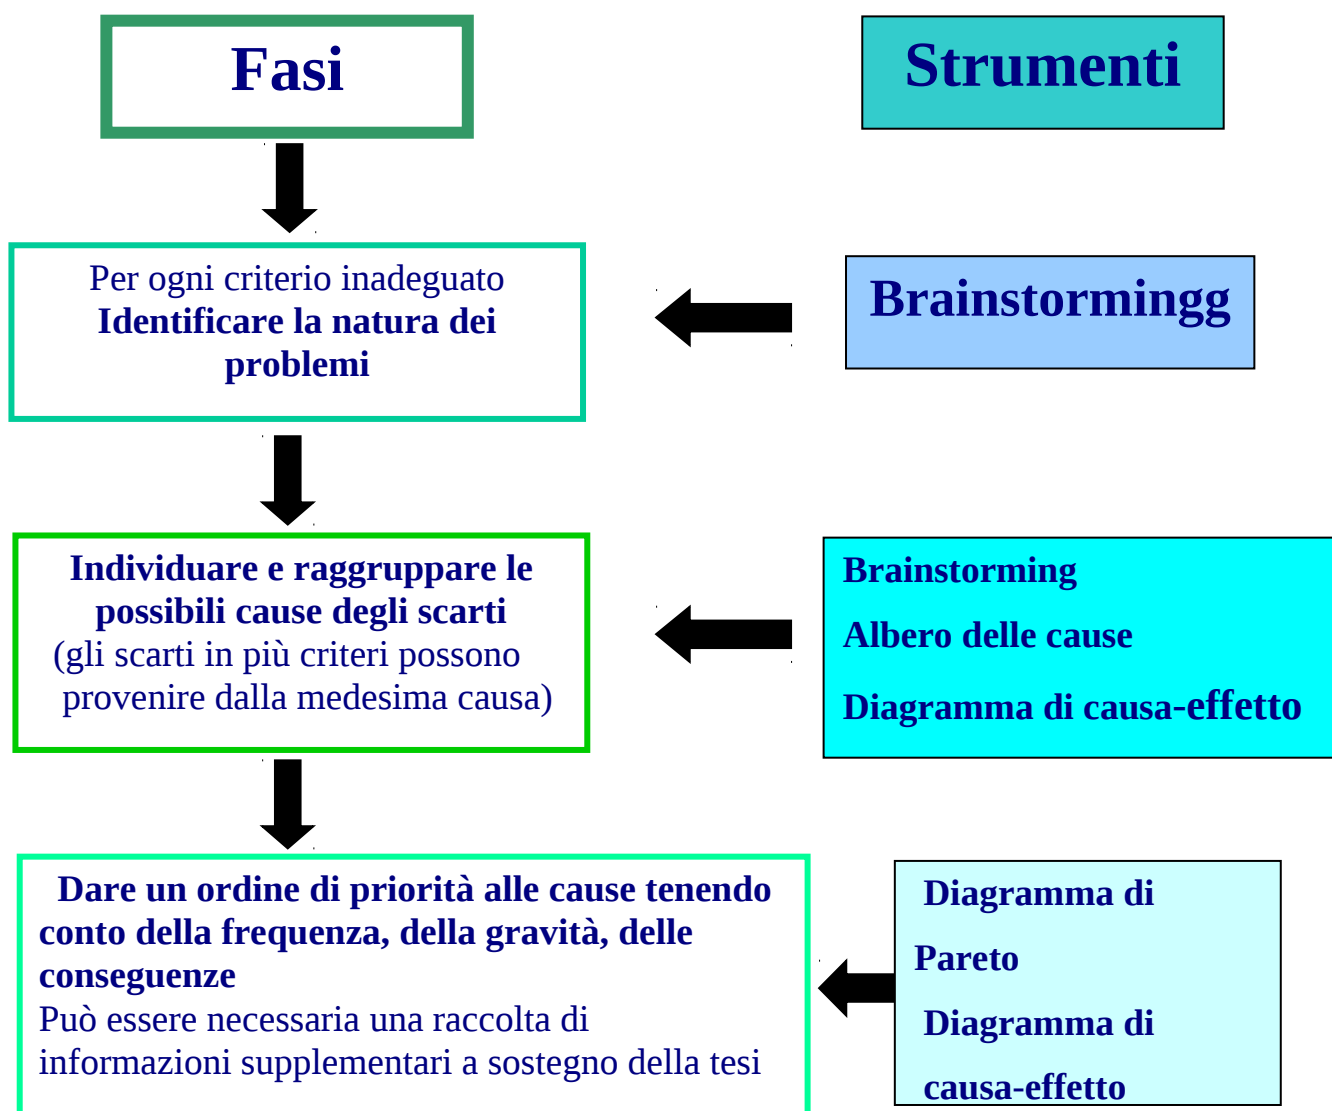 Fasi
Strumenti
Per ogni criterio inadeguato
Identificare la natura dei
problemi
Brainstormingg
Individuare e raggruppare le
possibili cause degli scarti
(gli scarti in più criteri possono
provenire dalla medesima causa)
Brainstorming
Albero delle cause
Diagramma di causa-effetto
Dare un ordine di priorità alle cause tenendo
conto della frequenza, della gravità, delle
conseguenze
Può essere necessaria una raccolta di
informazioni supplementari a sostegno della tesi
Diagramma di
Pareto
Diagramma di
causa-effetto